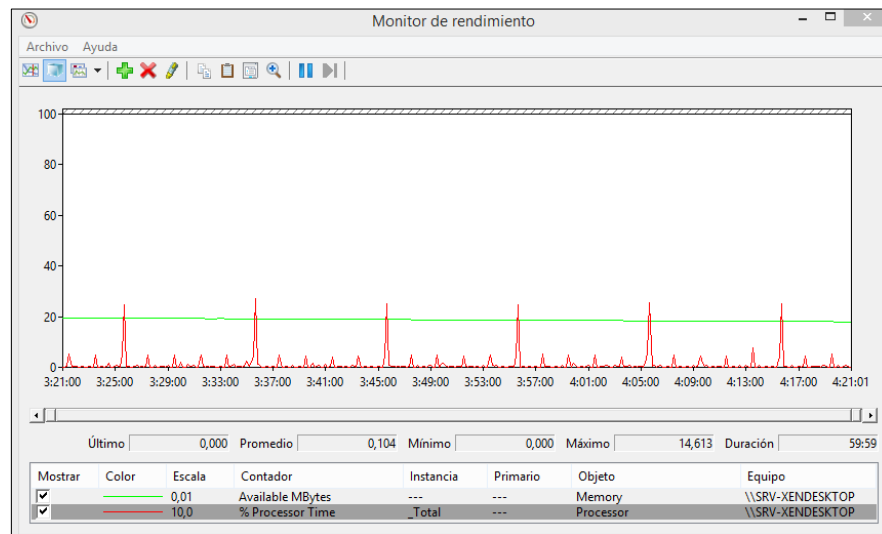 Monitor de rendimiento
Archivo Ayuda
100
80
60
40
20
0
3:21:00 3:25:00 3:29:00 3:33:00 3:37:00 3:41:00 3:45:00 3:49:00 3:53:00 3:57:00 4:01:00 4:05:00 4:09:00 4:13:00 4:17:00 4:21:01
Último 0,000 Promedio 0,104 Mínimo 0,000 Máximo 14,613 Duración 59:59
Mostrar Color Escala Contador Instancia Primario Objeto Equipo
0,01 Available MBytes --- --- Memory \\SRV-XENDESKTOP
10,0 % Processor Time _Total --- Processor \\SRV-XENDESKTOP